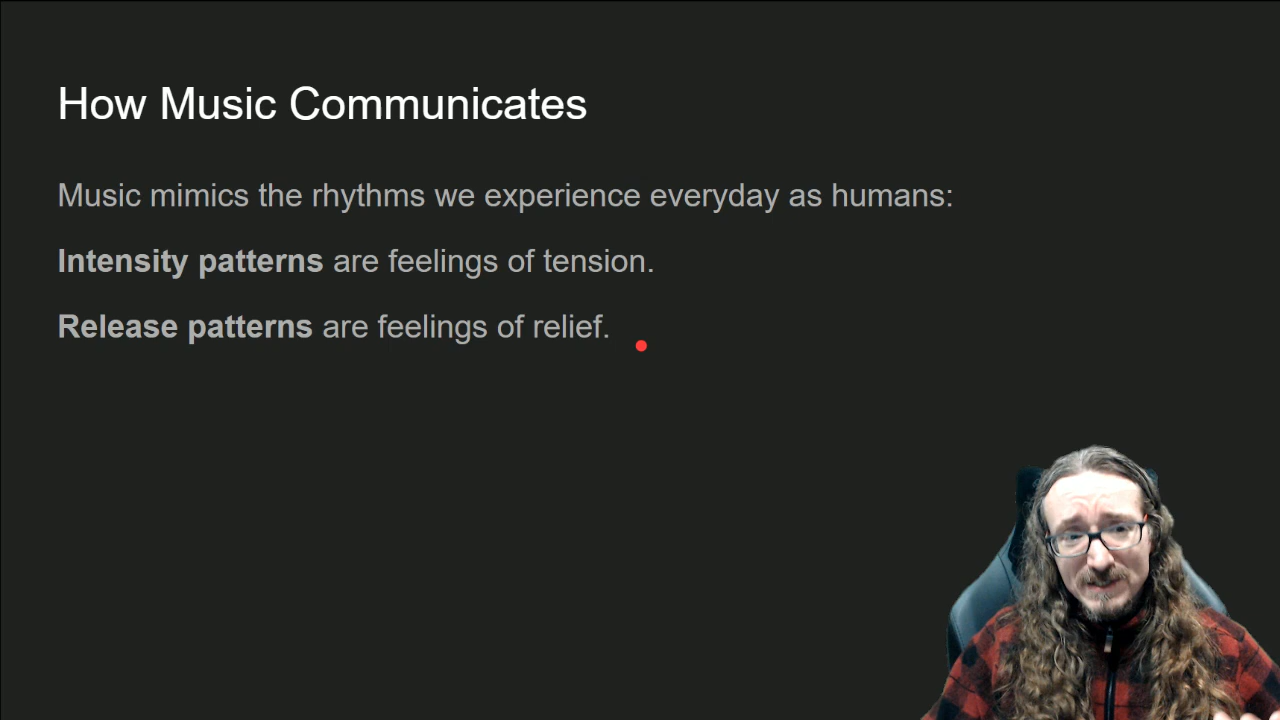 How Music Communicates
Music mimics the rhythms we experience everyday as humans:
Intensity patterns are feelings of tension.
Release patterns are feelings of relief.